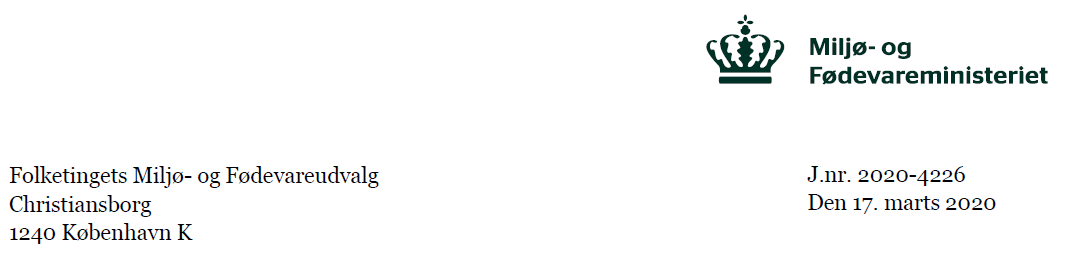 Miljø- og
Fødevareministeriet
Folketingets Miljø- og Fødevareudvalg
Christiansborg
1240 København K
J.nr. 2020-4226
Den 17. marts 2020